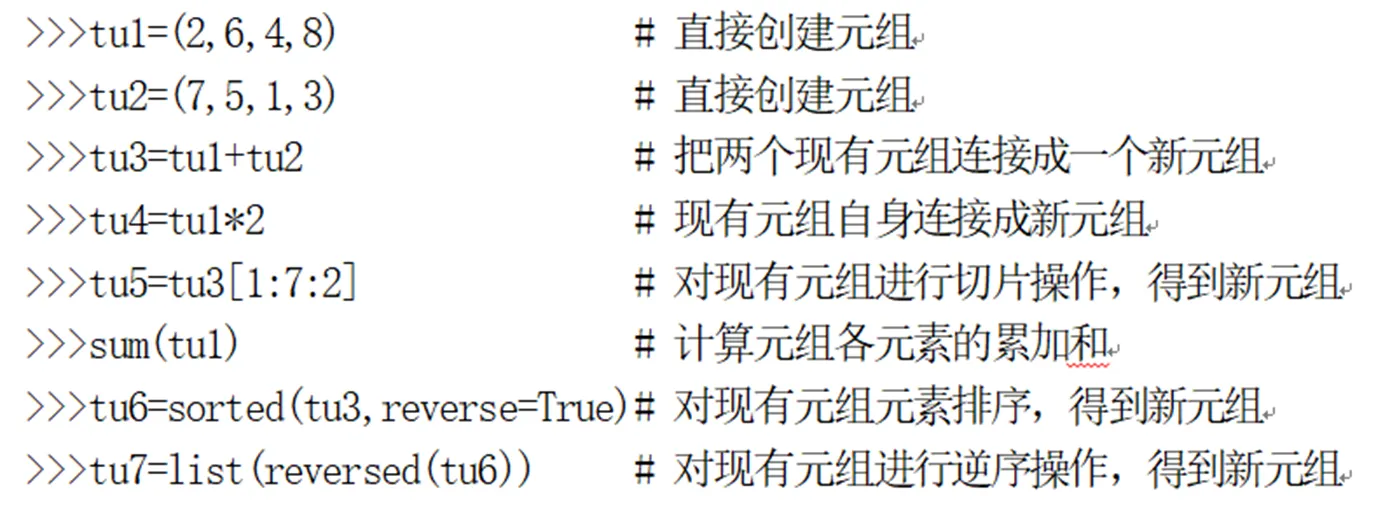 >>>tu1=(2,6,4,8) # 直接创建元组
>>>tu2=(7,5,1,3) # 直接创建元组
>>>tu3=tu1+tu2 # 把两个现有元组连接成一个新元组
>>>tu4=tu1*2 # 现有元组自身连接成新元组
>>>tu5=tu3[1:7:2] # 对现有元组进行切片操作，得到新元组
>>>sum(tu1) # 计算元组各元素的累加和
>>>tu6=sorted(tu3,reverse=True)# 对现有元组元素排序，得到新元组
>>>tu7=list(reversed(tu6)) # 对现有元组进行逆序操作，得到新元组